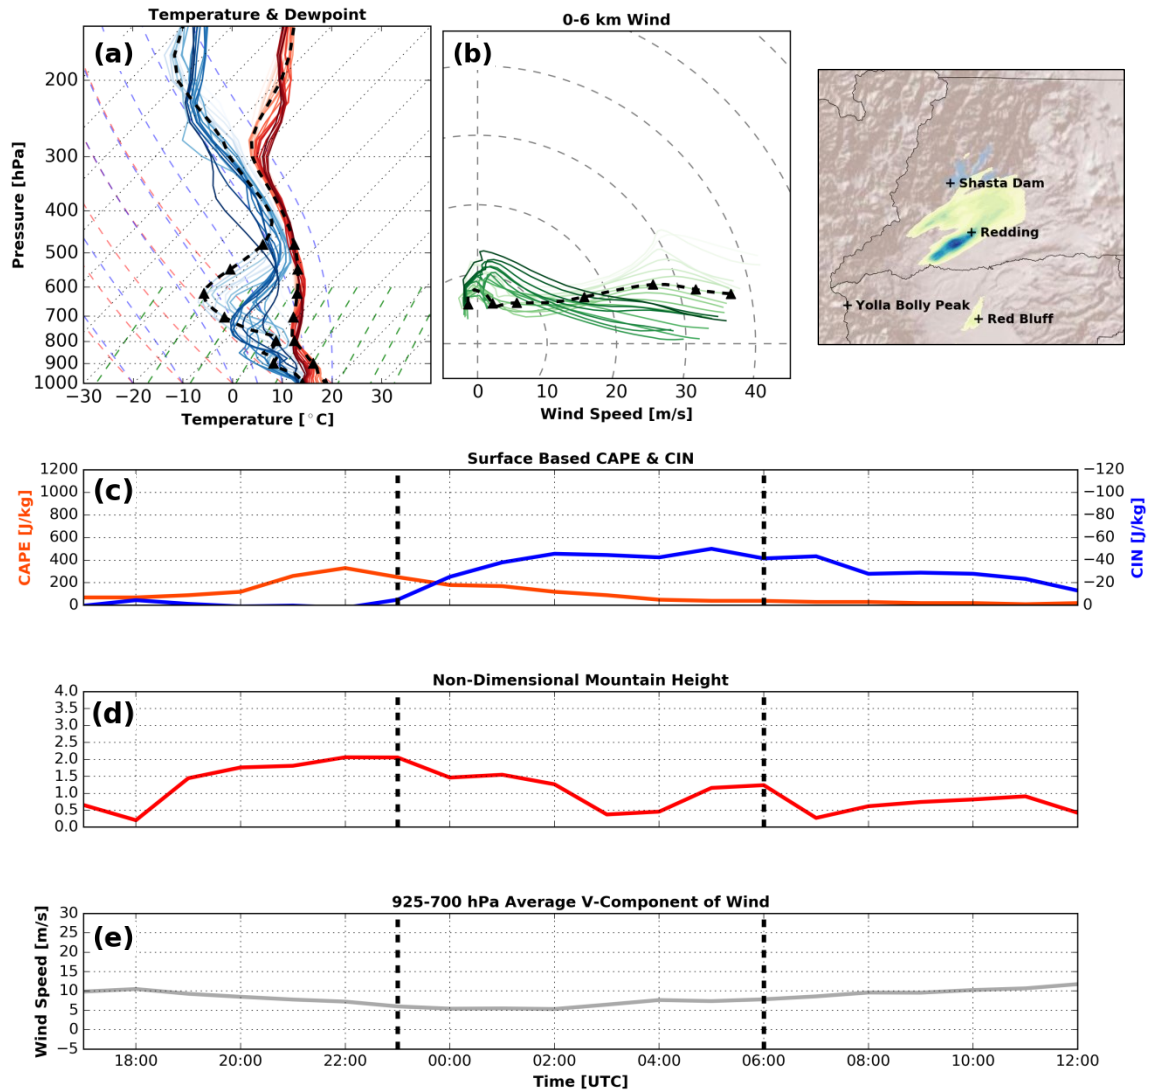 Temperature & Dewpoint
0-6 km Wind
(a)
(b)
Pressure [hPa]
200
300
400
500
600
700
800
900
1000
−30 −20 −10 0 10 20 30
Temperature [°C]
0 10 20 30 40
Wind Speed [m/s]
+ Shasta Dam
+ Redding
+ Yolla Bolly Peak
+ Red Bluff
Surface Based CAPE & CIN
(c)
CAPE [J/kg]
1200
1000
800
600
400
200
0
−120
−100
−80
−60
−40
−20
0
CIN [J/kg]
Non-Dimensional Mountain Height
(d)
4.0
3.5
3.0
2.5
2.0
1.5
1.0
0.5
0.0
925-700 hPa Average V-Component of Wind
(e)
Wind Speed [m/s]
30
25
20
15
10
5
0
−5
18:00 20:00 22:00 00:00 02:00 04:00 06:00 08:00 10:00 12:00
Time [UTC]